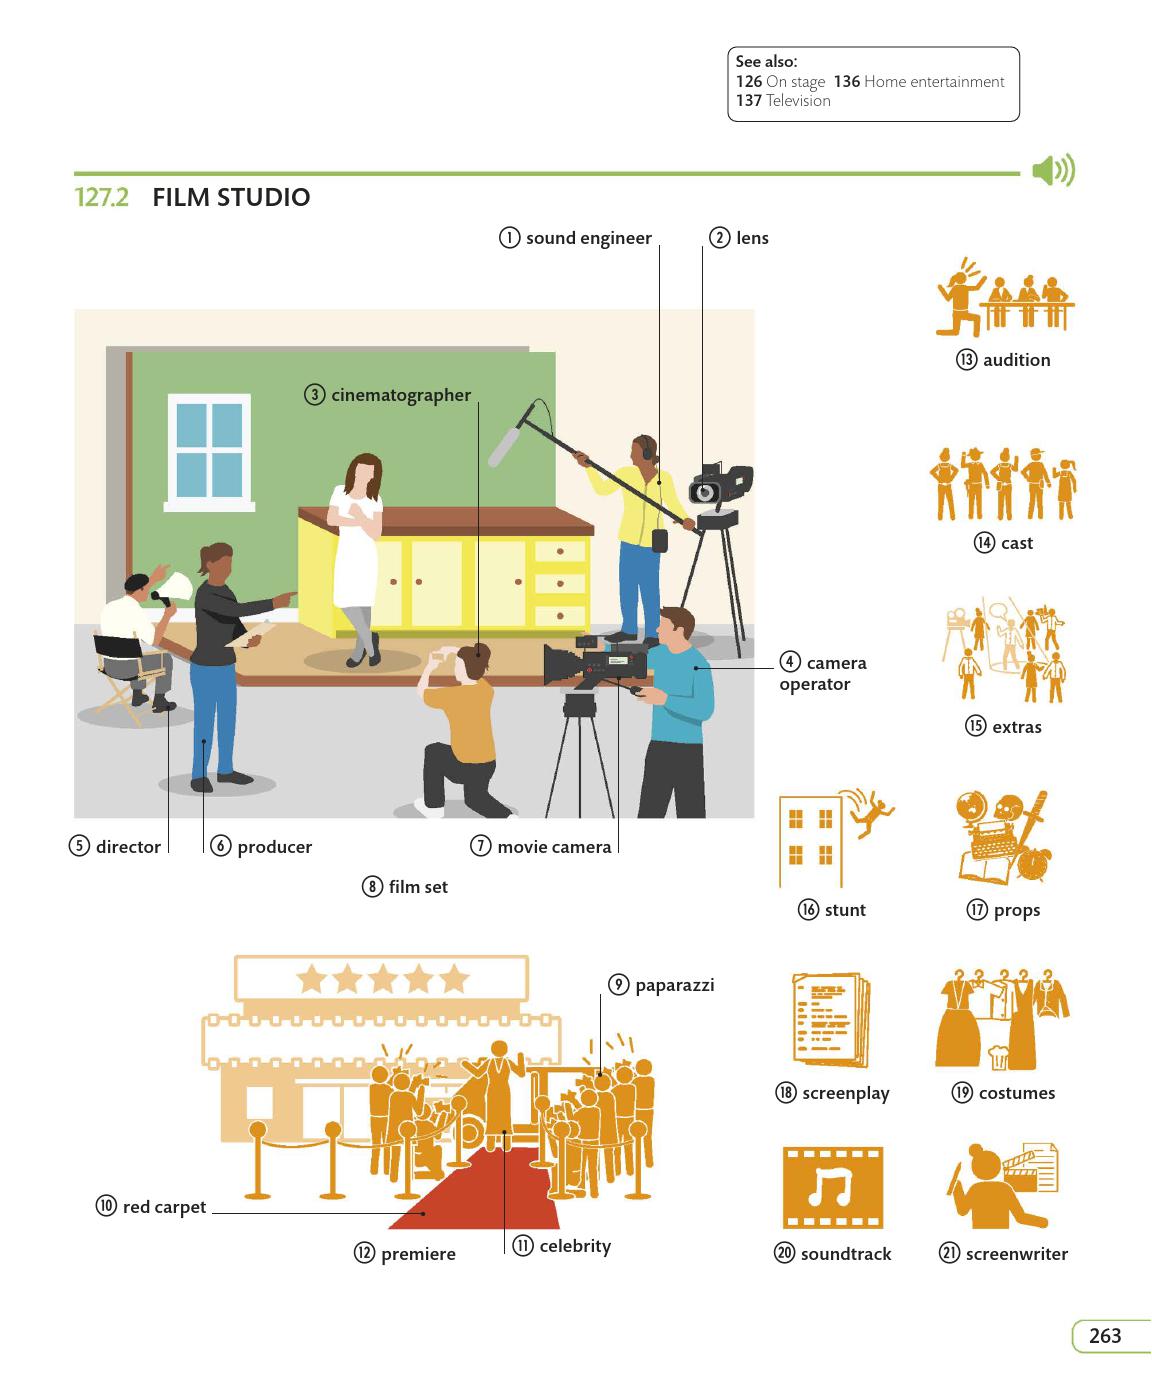 See also:
126 On stage 136 Home entertainment
137 Television
127.2 FILM STUDIO
① sound engineer
② lens
③ cinematographer
④ camera
operator
⑤ director
⑥ producer
⑦ movie camera
⑧ film set
⑨ paparazzi
⑩ red carpet
⑪ celebrity
⑫ premiere
⑬ audition
⑭ cast
⑮ extras
⑯ stunt
⑰ props
⑱ screenplay
⑲ costumes
⑳ soundtrack
㉑ screenwriter
263